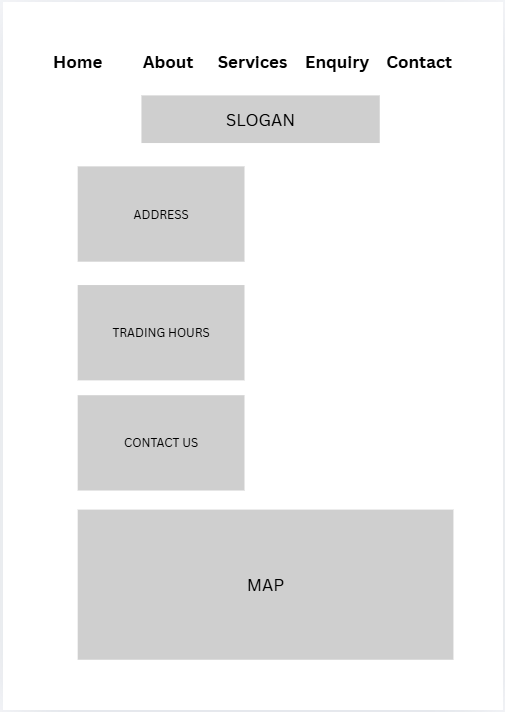 Home About Services Enquiry Contact
SLOGAN
ADDRESS
TRADING HOURS
CONTACT US
MAP